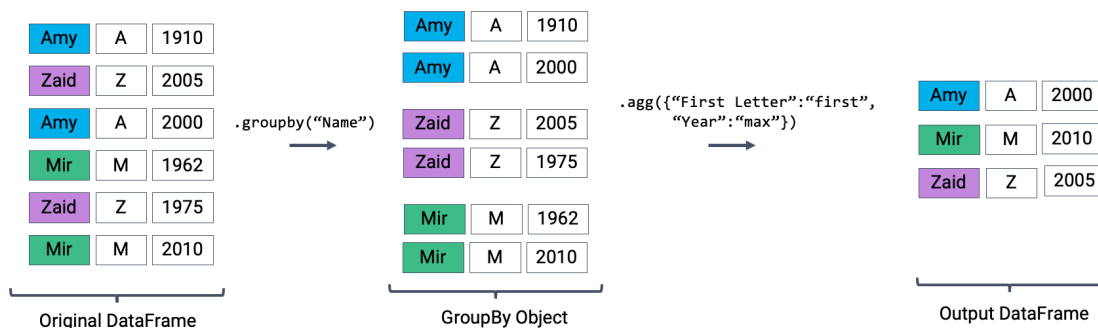 Amy A 1910
Zaid Z 2005
Amy A 2000
Mir M 1962
Zaid Z 1975
Mir M 2010
Original DataFrame
.groupby(“Name”)
Amy A 1910
Amy A 2000
Zaid Z 2005
Zaid Z 1975
Mir M 1962
Mir M 2010
GroupBy Object
.agg({“First Letter”:“first”,
“Year”:“max”})
Amy A 2000
Mir M 2010
Zaid Z 2005
Output DataFrame